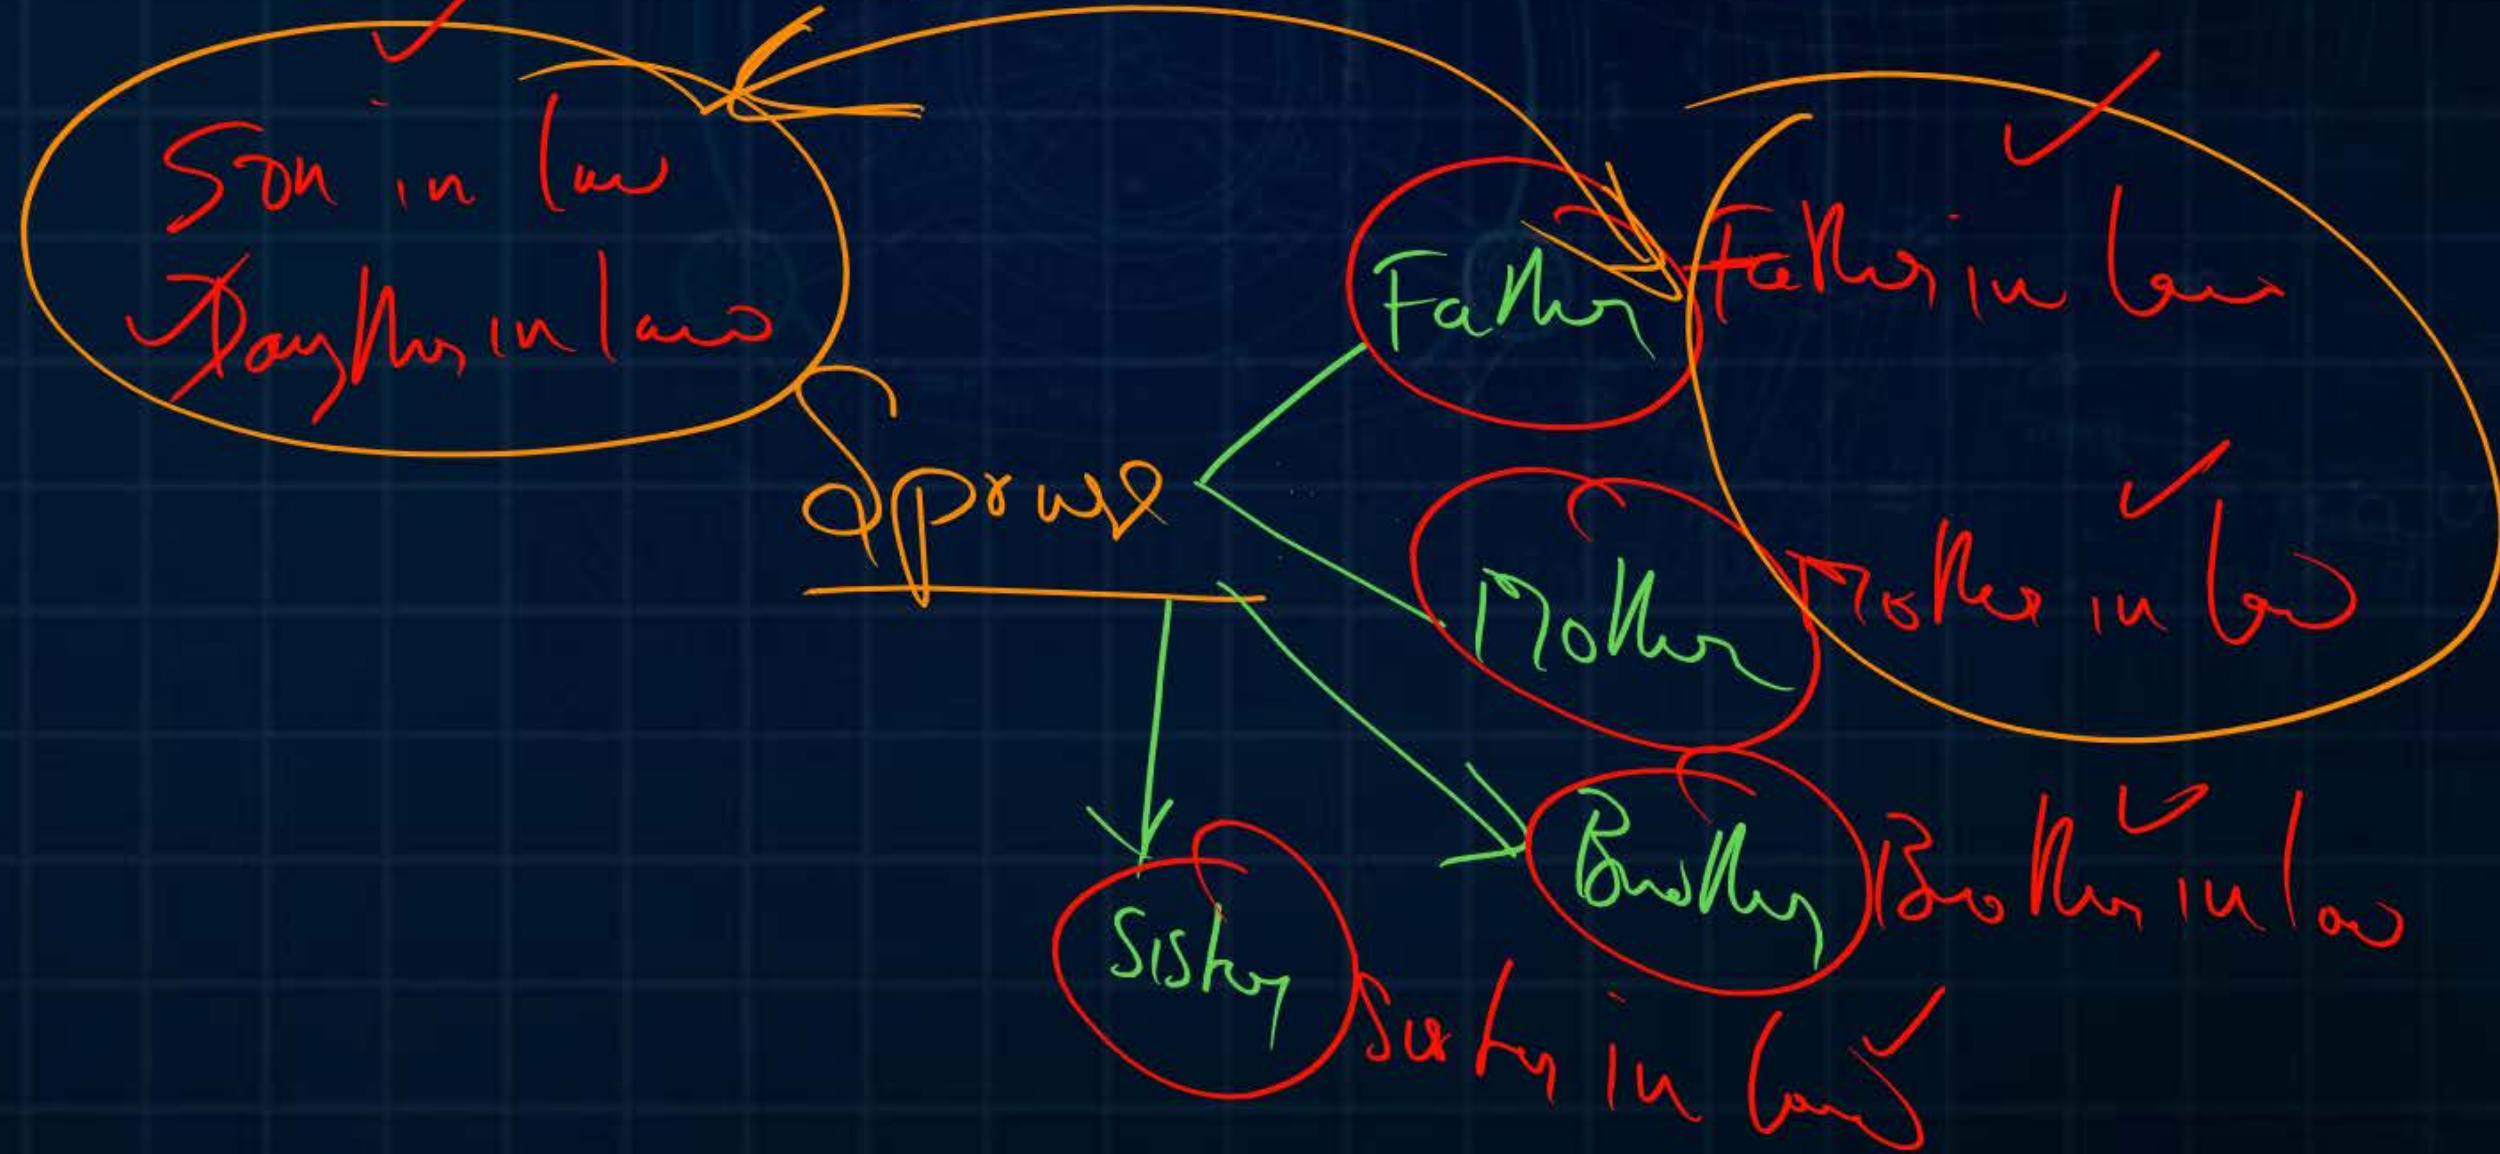 Son in law
Daughter in law
Spouse
Father
Father in law
Mother
Mother in law
Brother
Brother in law
Sister
Sister in law